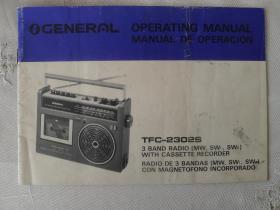 GENERAL
OPERATING MANUAL
MANUAL DE OPERACION
TFC-2302S
3 BAND RADIO (MW, SW₁, SW₂)
WITH CASSETTE RECORDER
RADIO DE 3 BANDAS (MW, SW₁, SW₂)
CON MAGNETOFONO INCORPORADO